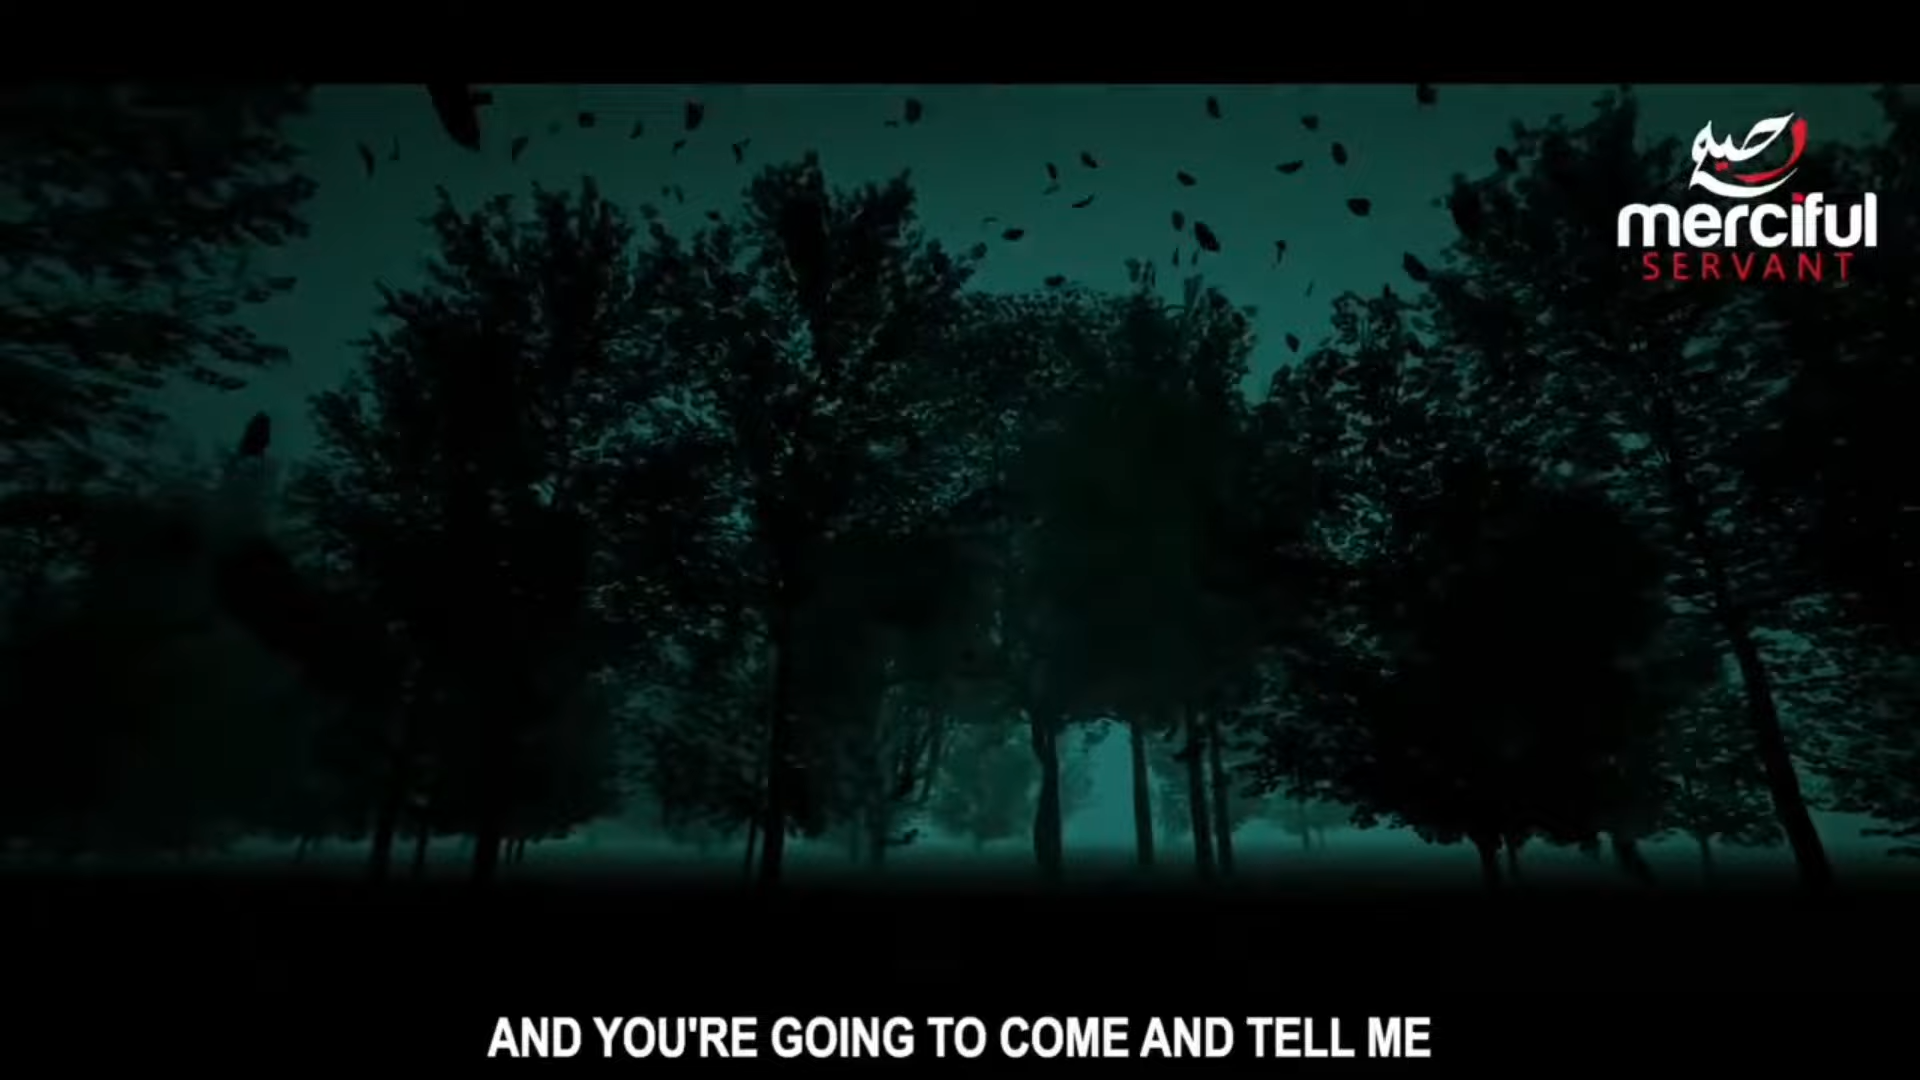 رحيم
merciful
SERVANT
AND YOU'RE GOING TO COME AND TELL ME